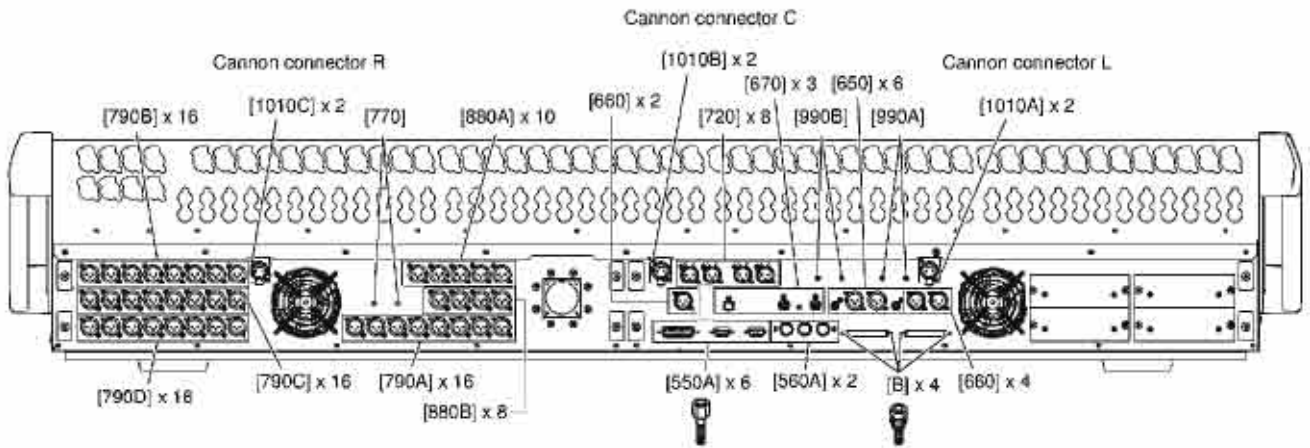 Cannon connector C
Cannon connector R
[1010B] x 2
Cannon connector L
[670] x 3
[650] x 6
[790B] x 16
[1010C] x 2
[770]
[880A] x 10
[660] x 2
[720] x 8
[990B]
[990A]
[1010A] x 2
[790D] x 16
[790C] x 16
[790A] x 16
[880B] x 8
[550A] x 6
[560A] x 2
[B] x 4
[660] x 4